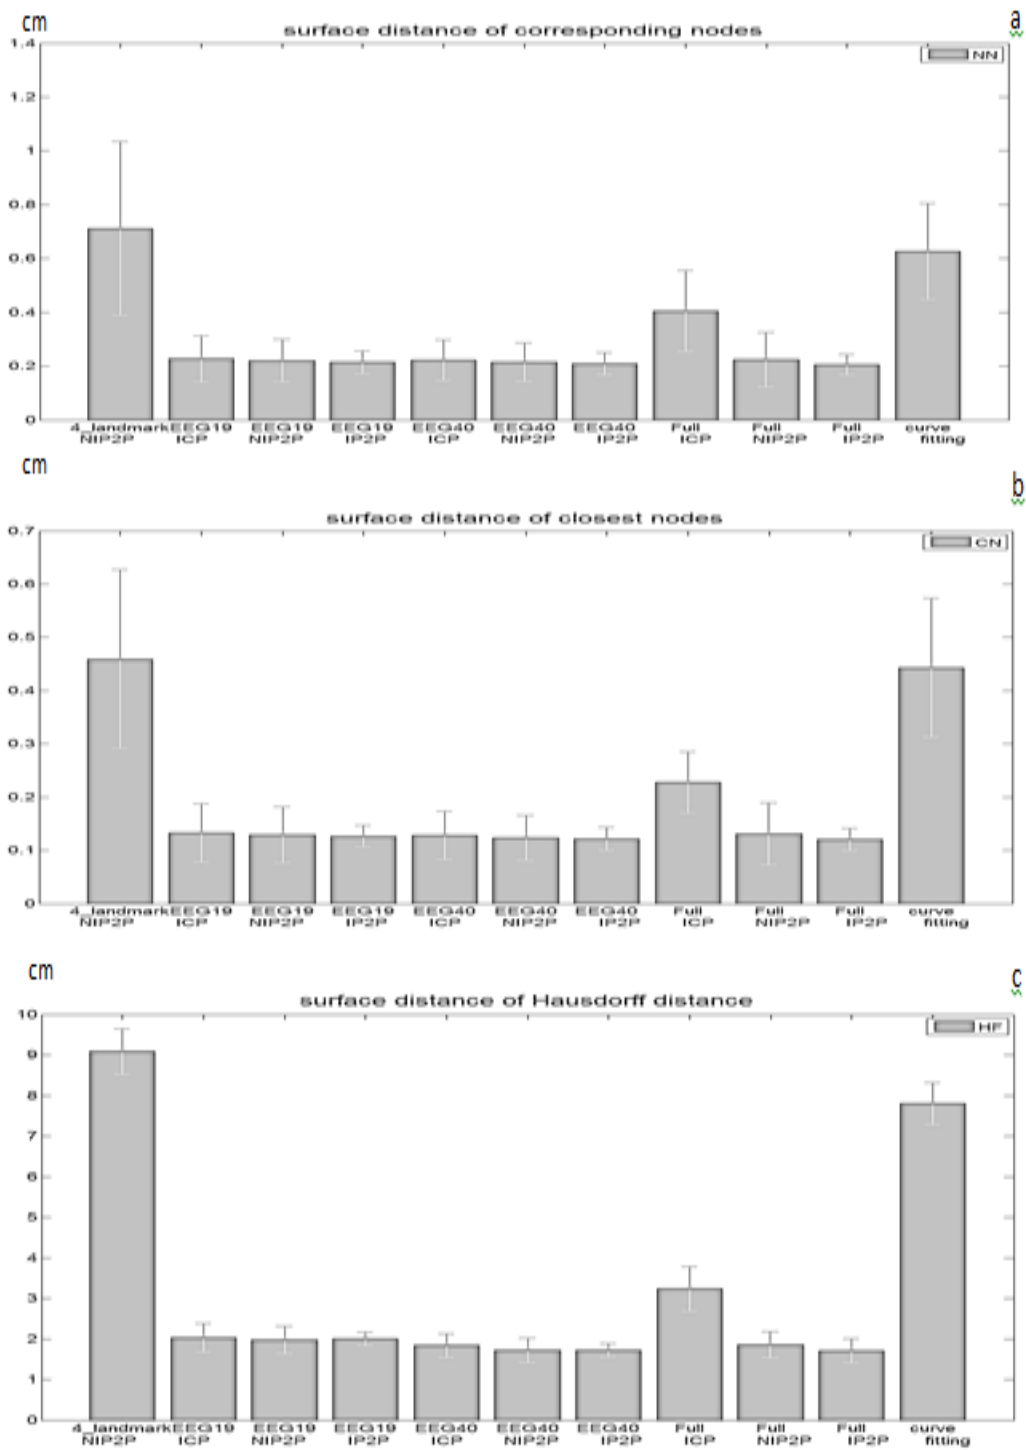 cm
a
surface distance of corresponding nodes
NN
1.4
1.2
1
0.8
0.6
0.4
0.2
0
4_landmark EEG19 EEG19 EEG19 EEG40 EEG40 EEG40 Full Full Full curve
NIP2P ICP NIP2P IP2P ICP NIP2P IP2P ICP NIP2P IP2P fitting
cm
b
surface distance of closest nodes
CN
0.7
0.6
0.5
0.4
0.3
0.2
0.1
0
4_landmark EEG19 EEG19 EEG19 EEG40 EEG40 EEG40 Full Full Full curve
NIP2P ICP NIP2P IP2P ICP NIP2P IP2P ICP NIP2P IP2P fitting
cm
c
surface distance of Hausdorff distance
HF
10
9
8
7
6
5
4
3
2
1
0
4_landmark EEG19 EEG19 EEG19 EEG40 EEG40 EEG40 Full Full Full curve
NIP2P ICP NIP2P IP2P ICP NIP2P IP2P ICP NIP2P IP2P fitting